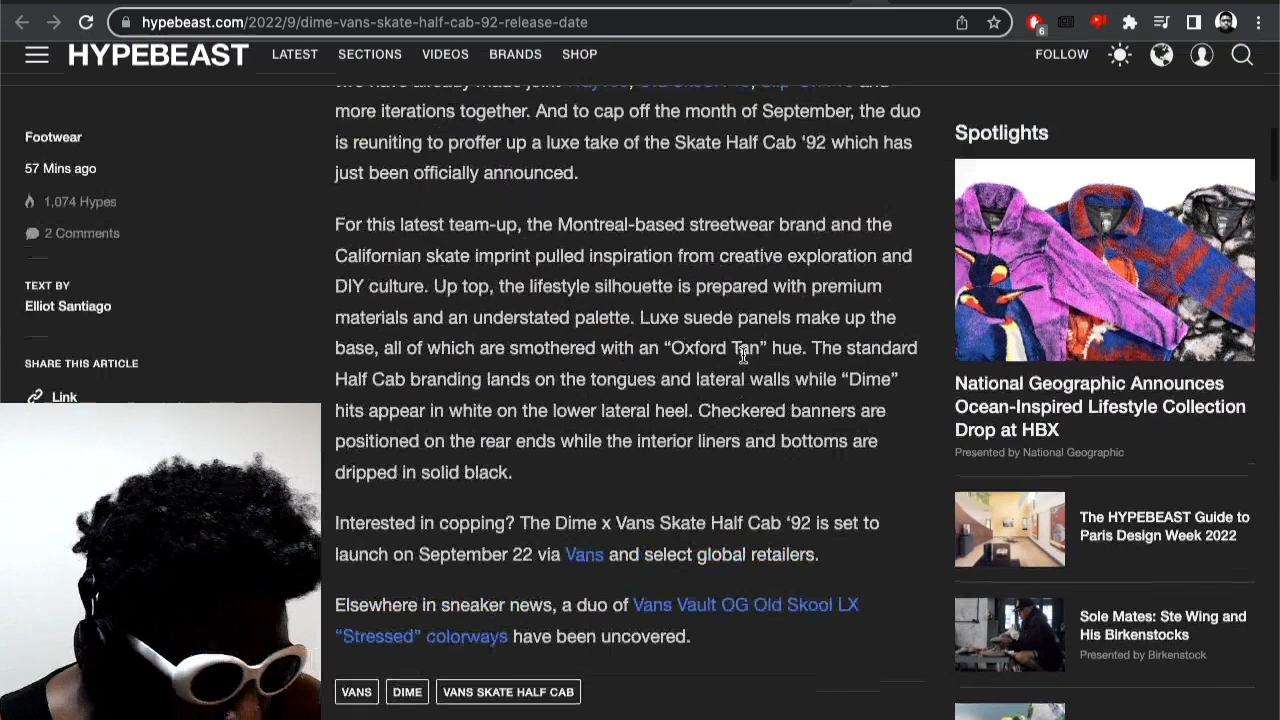 hypebeast.com/2022/9/dime-vans-skate-half-cab-92-release-date
6
HYPEBEAST
LATEST
SECTIONS
VIDEOS
BRANDS
SHOP
FOLLOW
Footwear
57 Mins ago
1,074 Hypes
2 Comments
TEXT BY
Elliot Santiago
SHARE THIS ARTICLE
Link
more iterations together. And to cap off the month of September, the duo
is reuniting to proffer up a luxe take of the Skate Half Cab ‘92 which has
just been officially announced.
For this latest team-up, the Montreal-based streetwear brand and the
Californian skate imprint pulled inspiration from creative exploration and
DIY culture. Up top, the lifestyle silhouette is prepared with premium
materials and an understated palette. Luxe suede panels make up the
base, all of which are smothered with an “Oxford Tan” hue. The standard
Half Cab branding lands on the tongues and lateral walls while “Dime”
hits appear in white on the lower lateral heel. Checkered banners are
positioned on the rear ends while the interior liners and bottoms are
dripped in solid black.
Interested in copping? The Dime x Vans Skate Half Cab ‘92 is set to
launch on September 22 via Vans and select global retailers.
Elsewhere in sneaker news, a duo of Vans Vault OG Old Skool LX
“Stressed” colorways have been uncovered.
VANS
DIME
VANS SKATE HALF CAB
Spotlights
National Geographic Announces
Ocean-Inspired Lifestyle Collection
Drop at HBX
Presented by National Geographic
The HYPEBEAST Guide to
Paris Design Week 2022
Sole Mates: Ste Wing and
His Birkenstocks
Presented by Birkenstock